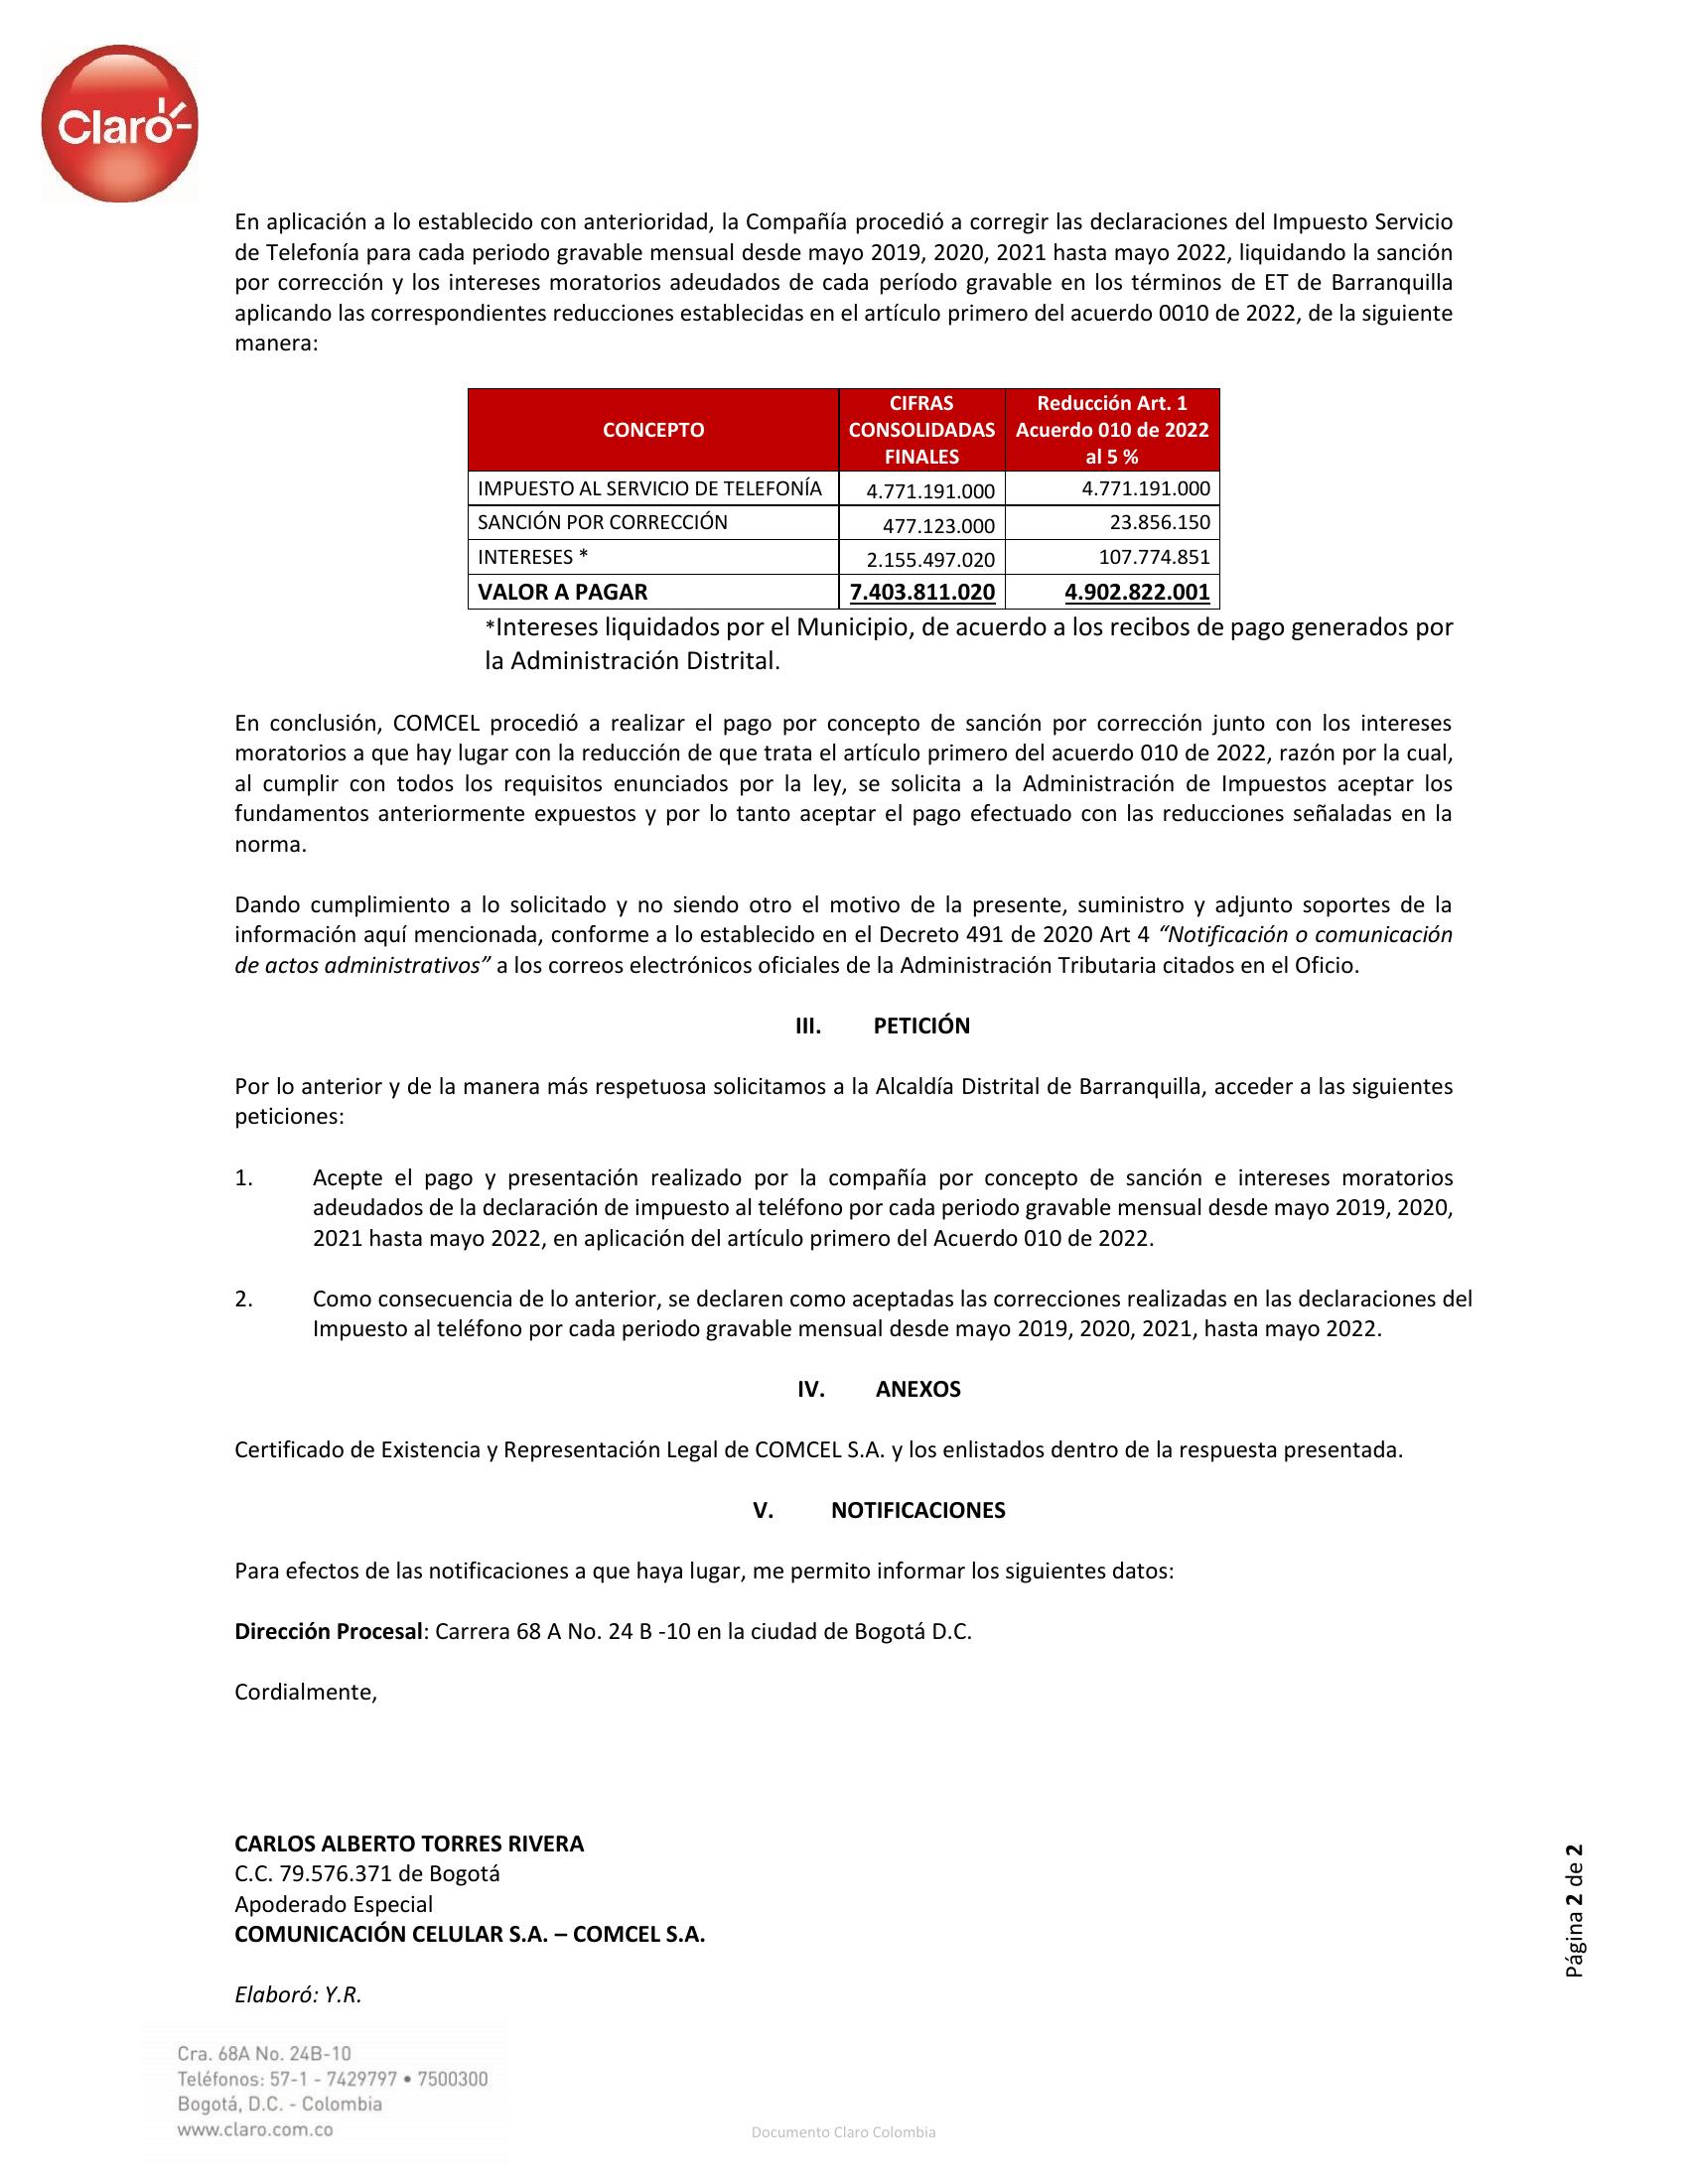 Claro
En aplicación a lo establecido con anterioridad, la Compañía procedió a corregir las declaraciones del Impuesto Servicio
de Telefonía para cada periodo gravable mensual desde mayo 2019, 2020, 2021 hasta mayo 2022, liquidando la sanción
por corrección y los intereses moratorios adeudados de cada período gravable en los términos de ET de Barranquilla
aplicando las correspondientes reducciones establecidas en el artículo primero del acuerdo 0010 de 2022, de la siguiente
manera:
CONCEPTO CIFRAS CONSOLIDADAS FINALES Reducción Art. 1 Acuerdo 010 de 2022 al 5 %
IMPUESTO AL SERVICIO DE TELEFONÍA 4.771.191.000 4.771.191.000
SANCIÓN POR CORRECCIÓN 477.123.000 23.856.150
INTERESES * 2.155.497.020 107.774.851
VALOR A PAGAR 7.403.811.020 4.902.822.001
*Intereses liquidados por el Municipio, de acuerdo a los recibos de pago generados por
la Administración Distrital.
En conclusión, COMCEL procedió a realizar el pago por concepto de sanción por corrección junto con los intereses
moratorios a que hay lugar con la reducción de que trata el artículo primero del acuerdo 010 de 2022, razón por la cual,
al cumplir con todos los requisitos enunciados por la ley, se solicita a la Administración de Impuestos aceptar los
fundamentos anteriormente expuestos y por lo tanto aceptar el pago efectuado con las reducciones señaladas en la
norma.
Dando cumplimiento a lo solicitado y no siendo otro el motivo de la presente, suministro y adjunto soportes de la
información aquí mencionada, conforme a lo establecido en el Decreto 491 de 2020 Art 4 “Notificación o comunicación
de actos administrativos” a los correos electrónicos oficiales de la Administración Tributaria citados en el Oficio.
III. PETICIÓN
Por lo anterior y de la manera más respetuosa solicitamos a la Alcaldía Distrital de Barranquilla, acceder a las siguientes
peticiones:
1. Acepte el pago y presentación realizado por la compañía por concepto de sanción e intereses moratorios
adeudados de la declaración de impuesto al teléfono por cada periodo gravable mensual desde mayo 2019, 2020,
2021 hasta mayo 2022, en aplicación del artículo primero del Acuerdo 010 de 2022.
2. Como consecuencia de lo anterior, se declaren como aceptadas las correcciones realizadas en las declaraciones del
Impuesto al teléfono por cada periodo gravable mensual desde mayo 2019, 2020, 2021, hasta mayo 2022.
IV. ANEXOS
Certificado de Existencia y Representación Legal de COMCEL S.A. y los enlistados dentro de la respuesta presentada.
V. NOTIFICACIONES
Para efectos de las notificaciones a que haya lugar, me permito informar los siguientes datos:
Dirección Procesal: Carrera 68 A No. 24 B -10 en la ciudad de Bogotá D.C.
Cordialmente,
CARLOS ALBERTO TORRES RIVERA
C.C. 79.576.371 de Bogotá
Apoderado Especial
COMUNICACIÓN CELULAR S.A. – COMCEL S.A.
Elaboró: Y.R.
Página 2 de 2
Cra. 68A No. 24B-10
Teléfonos: 57-1 - 7429797 • 7500300
Bogotá, D.C. - Colombia
www.claro.com.co
Documento Claro Colombia